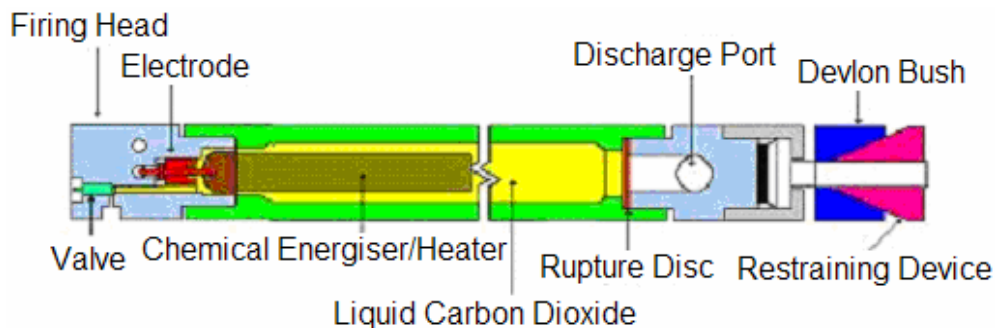 Firing Head
Electrode
Discharge Port
Devlon Bush
Valve
Chemical Energiser/Heater
Rupture Disc
Restraining Device
Liquid Carbon Dioxide